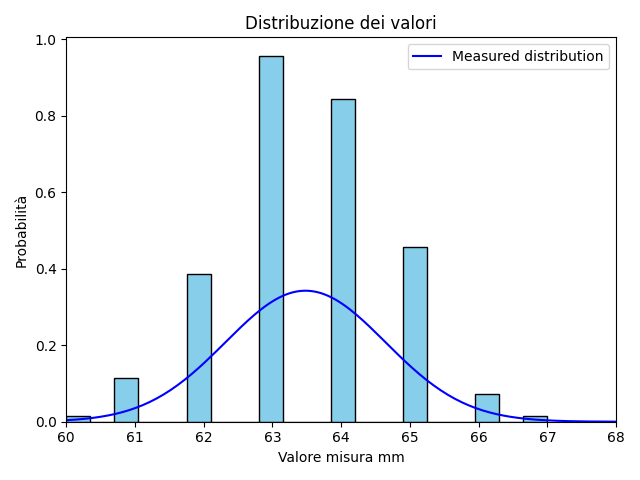 Distribuzione dei valori
Measured distribution
Probabilità
1.0
0.8
0.6
0.4
0.2
0.0
60 61 62 63 64 65 66 67 68
Valore misura mm